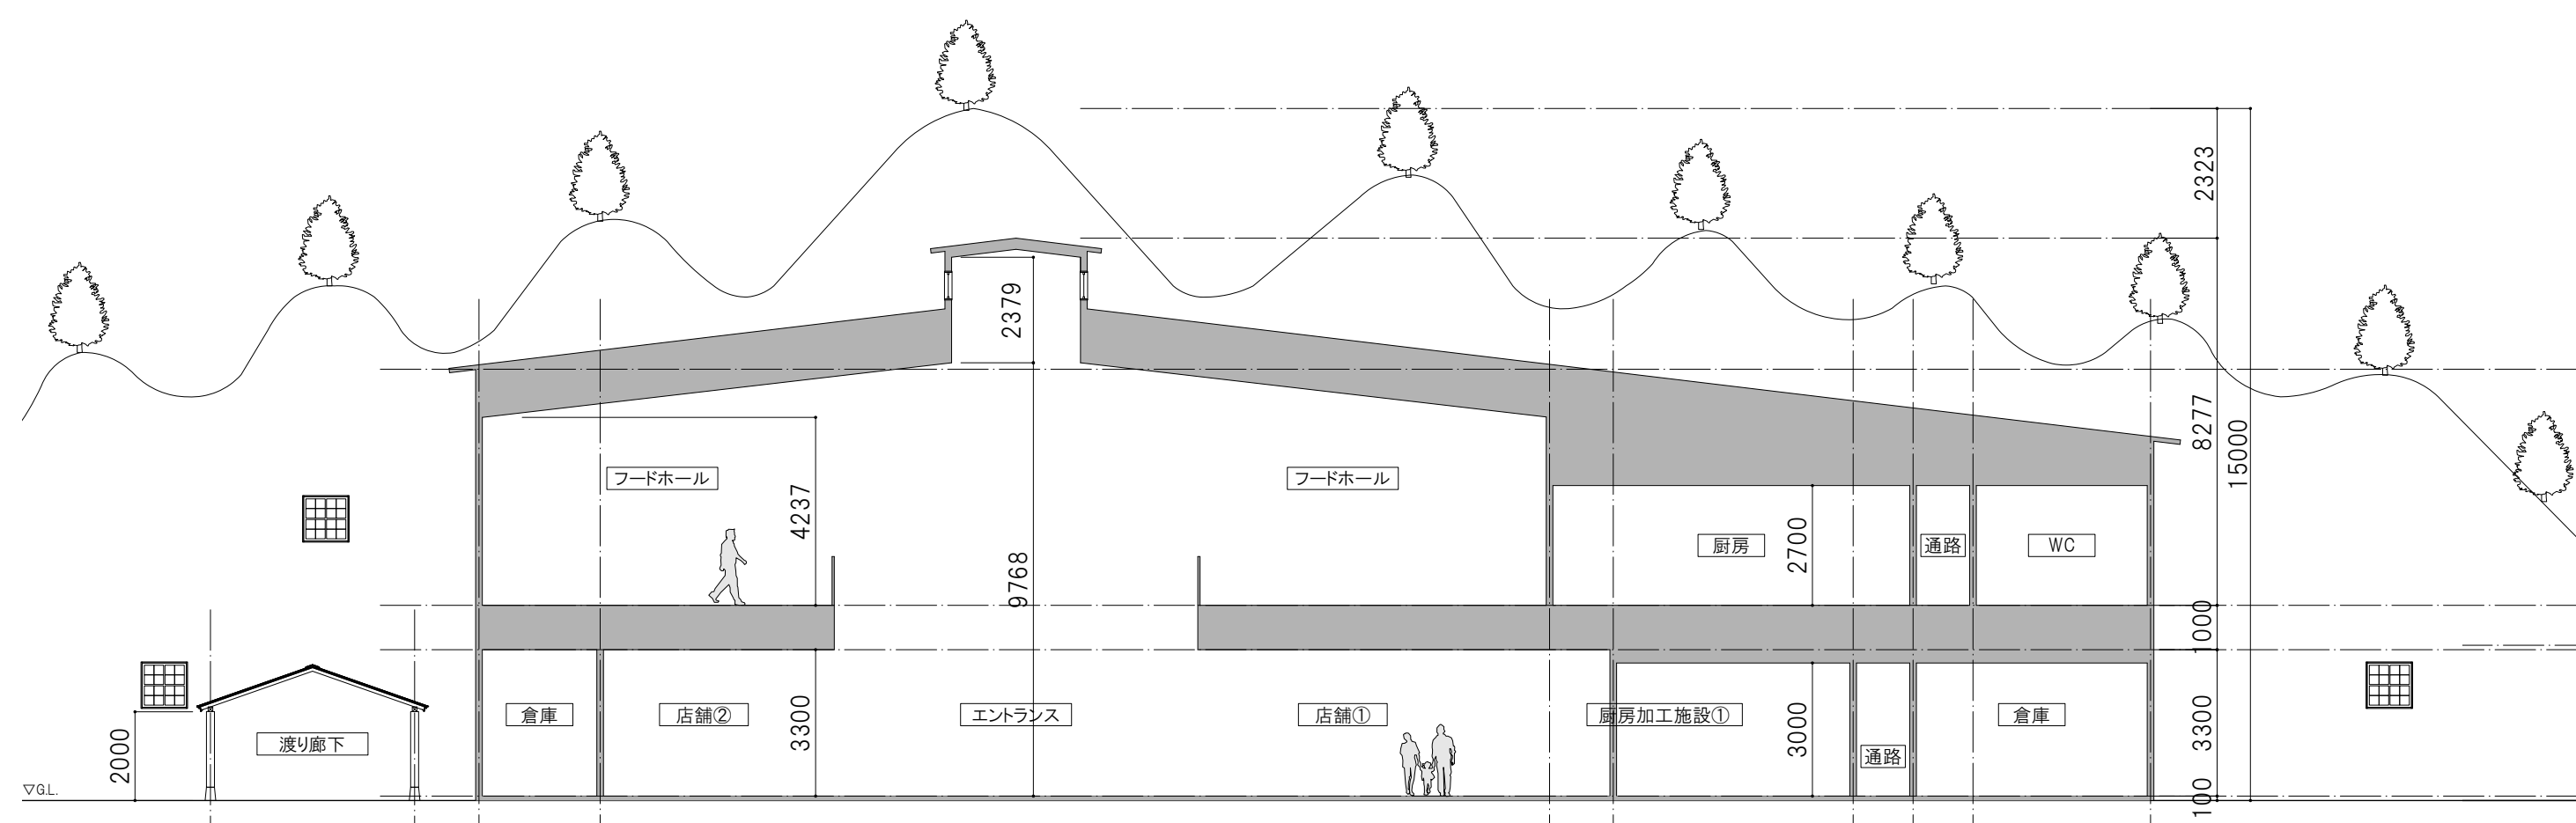 2323
2379
8277
15000
フードホール
フードホール
4237
9768
厨房
2700
通路
WC
1000
倉庫
店舗②
3300
エントランス
店舗①
厨房加工施設①
3000
通路
倉庫
3300
2000
渡り廊下
▽G.L.
100